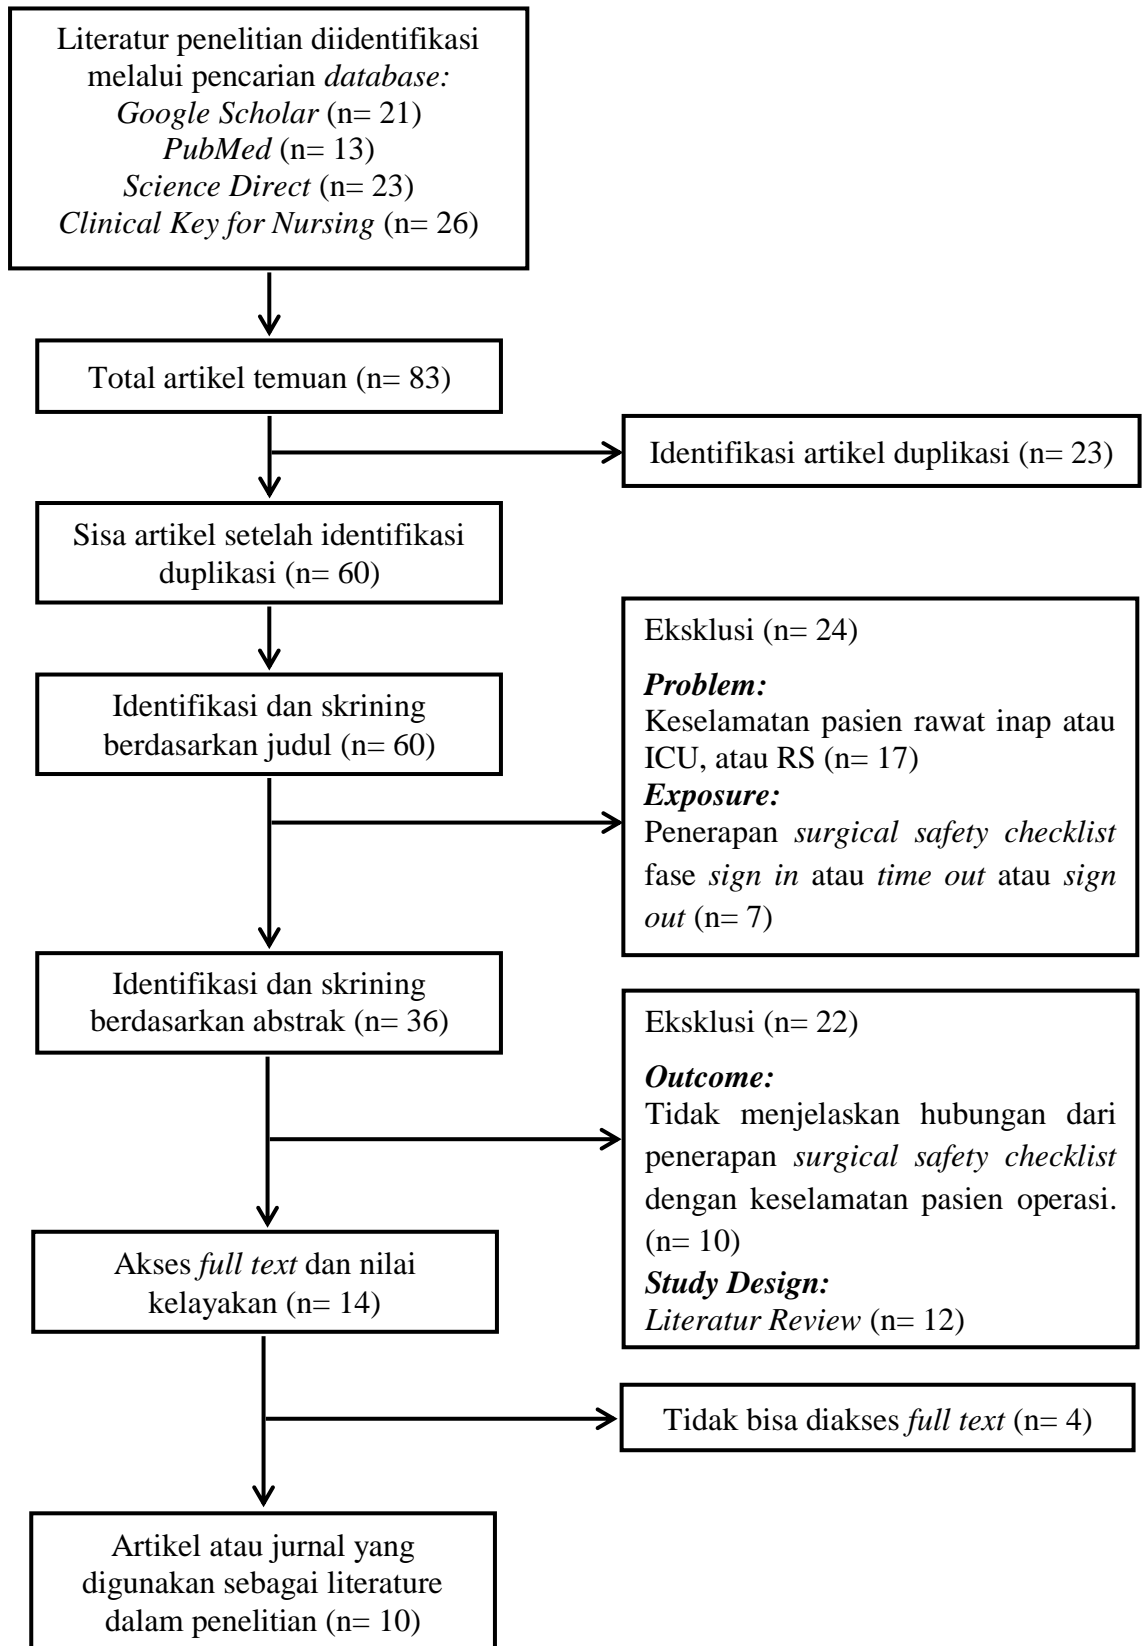 Literatur penelitian diidentifikasi
melalui pencarian database:
Google Scholar (n= 21)
PubMed (n= 13)
Science Direct (n= 23)
Clinical Key for Nursing (n= 26)
Total artikel temuan (n= 83)
Identifikasi artikel duplikasi (n= 23)
Sisa artikel setelah identifikasi
duplikasi (n= 60)
Identifikasi dan skrining
berdasarkan judul (n= 60)
Eksklusi (n= 24)
Problem:
Keselamatan pasien rawat inap atau
ICU, atau RS (n= 17)
Exposure:
Penerapan surgical safety checklist
fase sign in atau time out atau sign
out (n= 7)
Identifikasi dan skrining
berdasarkan abstrak (n= 36)
Eksklusi (n= 22)
Outcome:
Tidak menjelaskan hubungan dari
penerapan surgical safety checklist
dengan keselamatan pasien operasi.
(n= 10)
Study Design:
Literatur Review (n= 12)
Akses full text dan nilai
kelayakan (n= 14)
Tidak bisa diakses full text (n= 4)
Artikel atau jurnal yang
digunakan sebagai literature
dalam penelitian (n= 10)